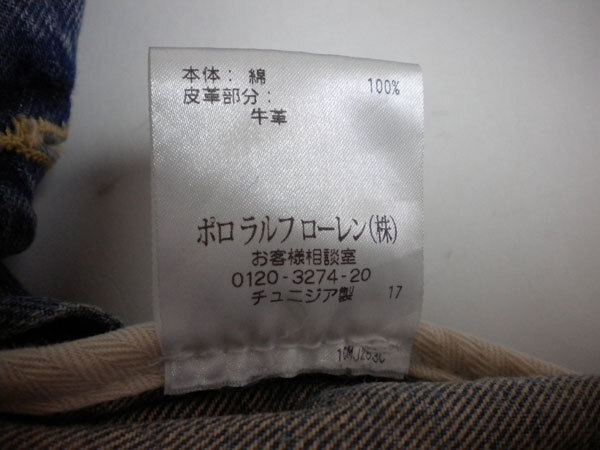 本体： 綿 100%
皮革部分：
牛革
ポロ ラルフ ローレン(株)
お客様相談室
0120-3274-20
チュニジア製 17